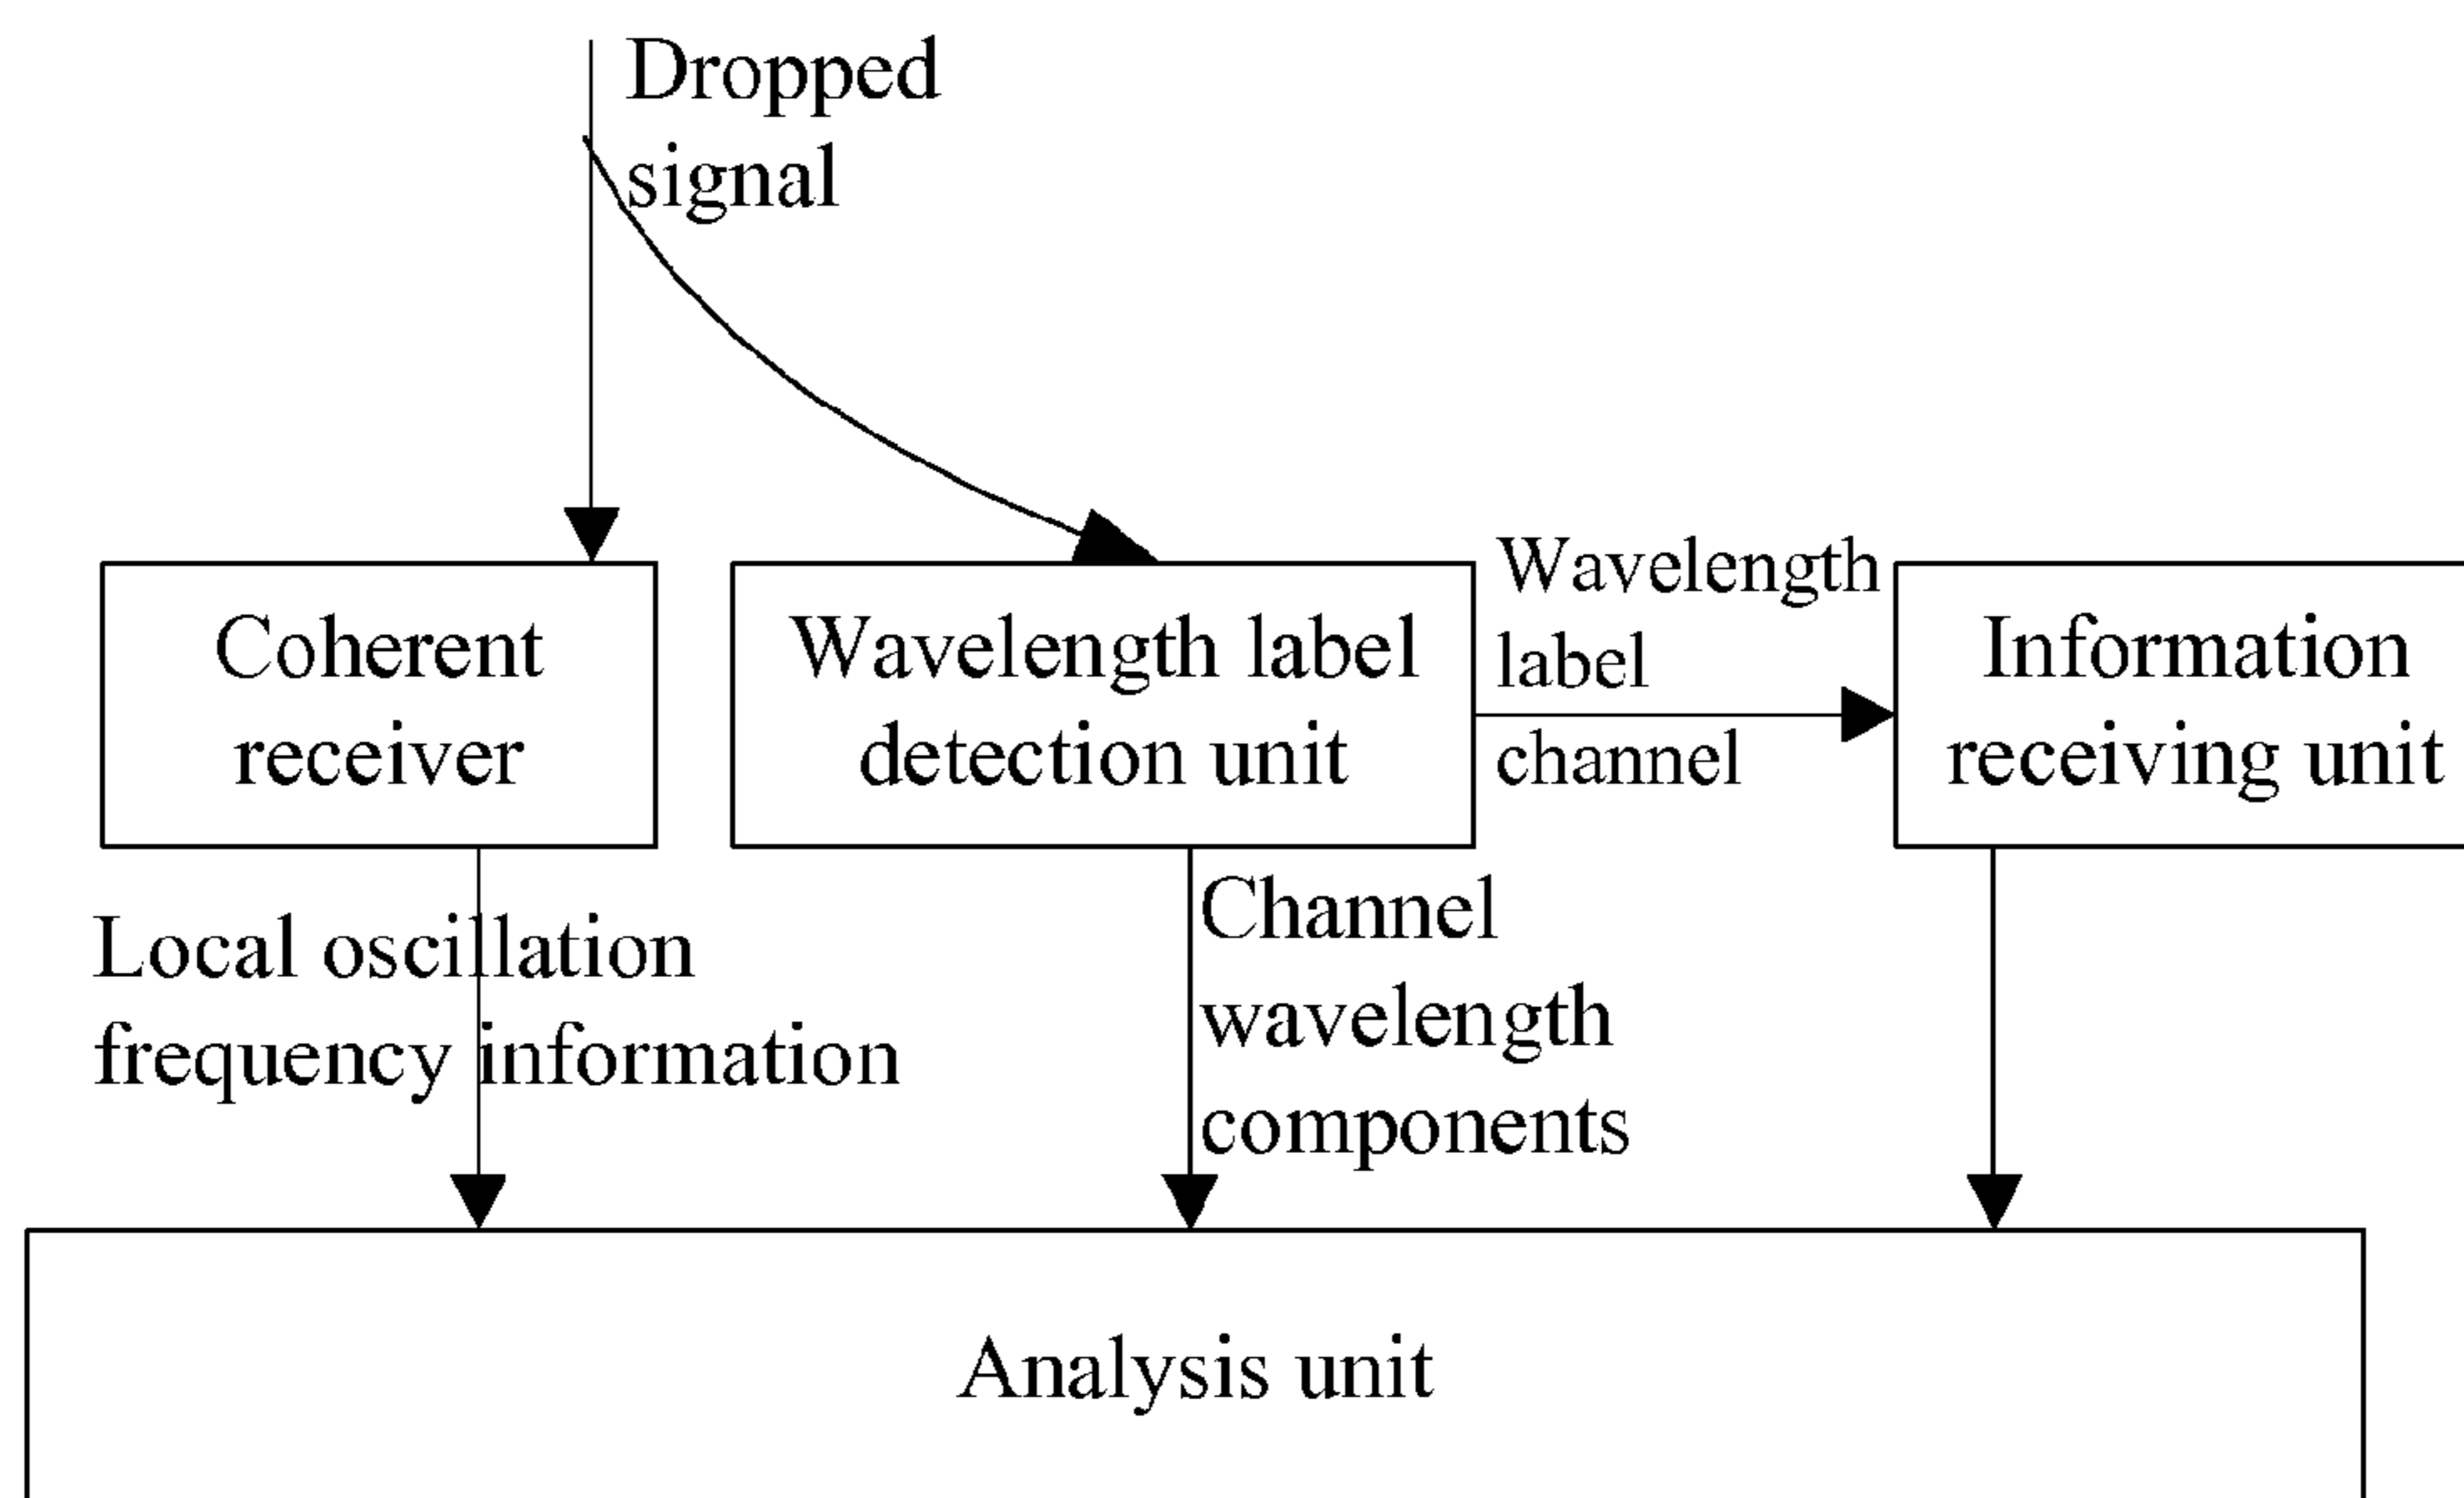 Dropped
signal
Coherent
receiver
Wavelength label
detection unit
Wavelength
label
channel
Information
receiving unit
Local oscillation
frequency information
Channel
wavelength
components
Analysis unit